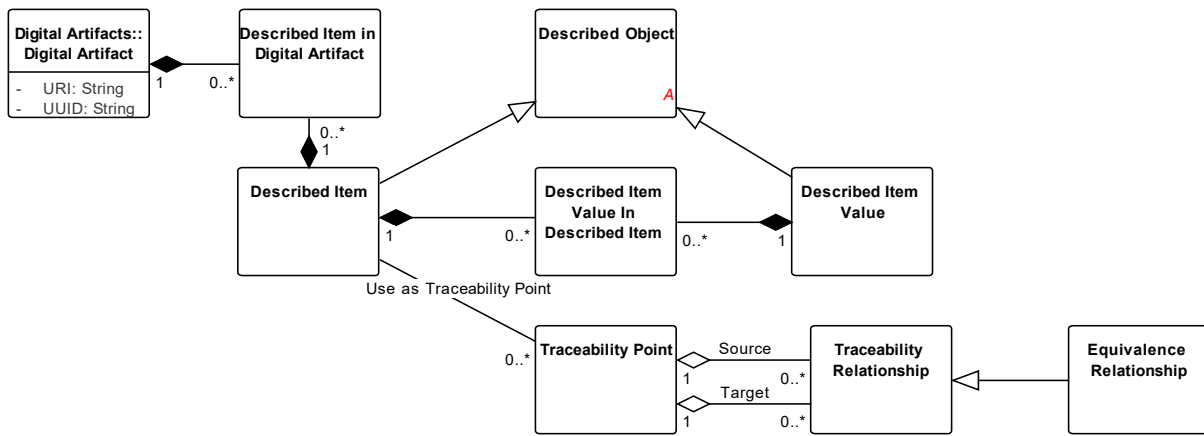 Digital Artifacts::
Digital Artifact
- URI: String
- UUID: String
1
0..*
Described Item in
Digital Artifact
Described Object
A
0..*
1
Described Item
1
0..*
Described Item
Value In
Described Item
0..*
1
Described Item
Value
Use as Traceability Point
0..*
Traceability Point
Source
1
0..*
Target
1
0..*
Traceability
Relationship
Equivalence
Relationship